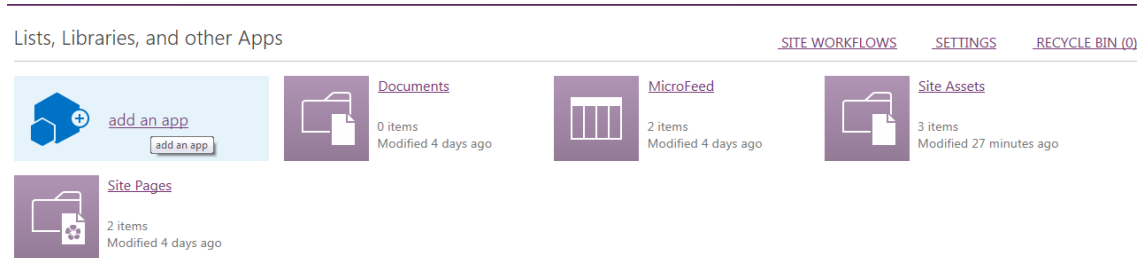 Lists, Libraries, and other Apps
SITE WORKFLOWS
SETTINGS
RECYCLE BIN (0)
add an app
add an app
Documents
0 items
Modified 4 days ago
MicroFeed
2 items
Modified 4 days ago
Site Assets
3 items
Modified 27 minutes ago
Site Pages
2 items
Modified 4 days ago